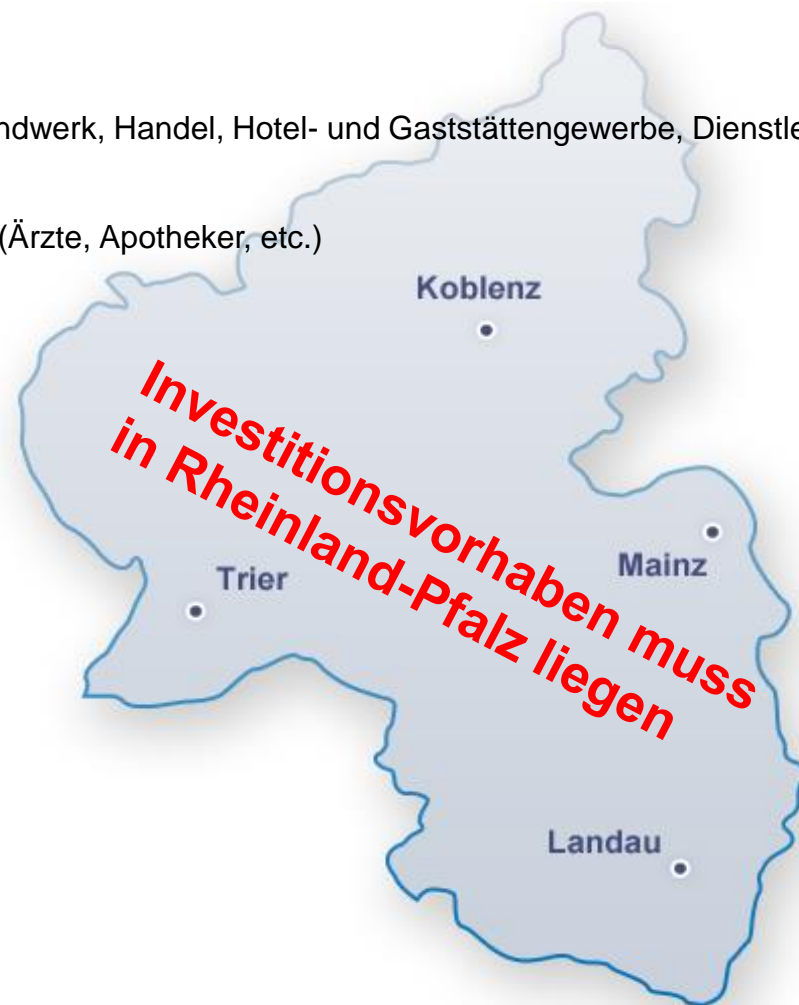 ndwerk, Handel, Hotel- und Gaststättengewerbe, Dienstle
(Ärzte, Apotheker, etc.)
Koblenz
Investitionsvorhaben muss
in Rheinland-Pfalz liegen
Mainz
Trier
Landau